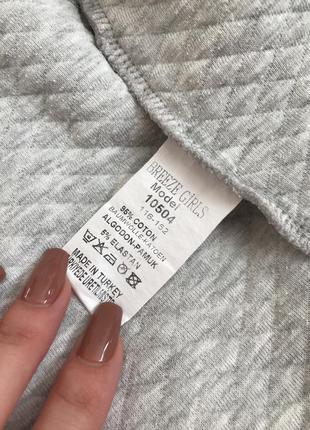 BREEZE GIRLS
Model
10504
116-152
95% COTON
BAUMWOLLE-KATOEN
ALGODON-PAMUK
5% ELASTAN
MADE IN TURKEY